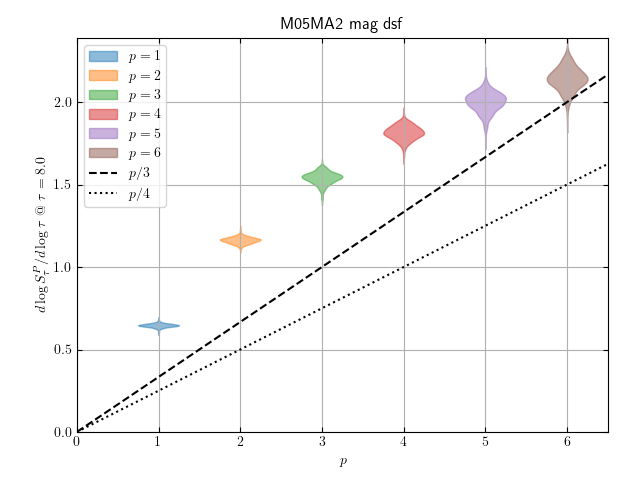 M05MA2 mag dsf
p = 1
p = 2
p = 3
p = 4
p = 5
p = 6
p/3
p/4
d log S_τ^P / d log τ @ τ = 8.0
2.0
1.5
1.0
0.5
0.0
0 1 2 3 4 5 6
p